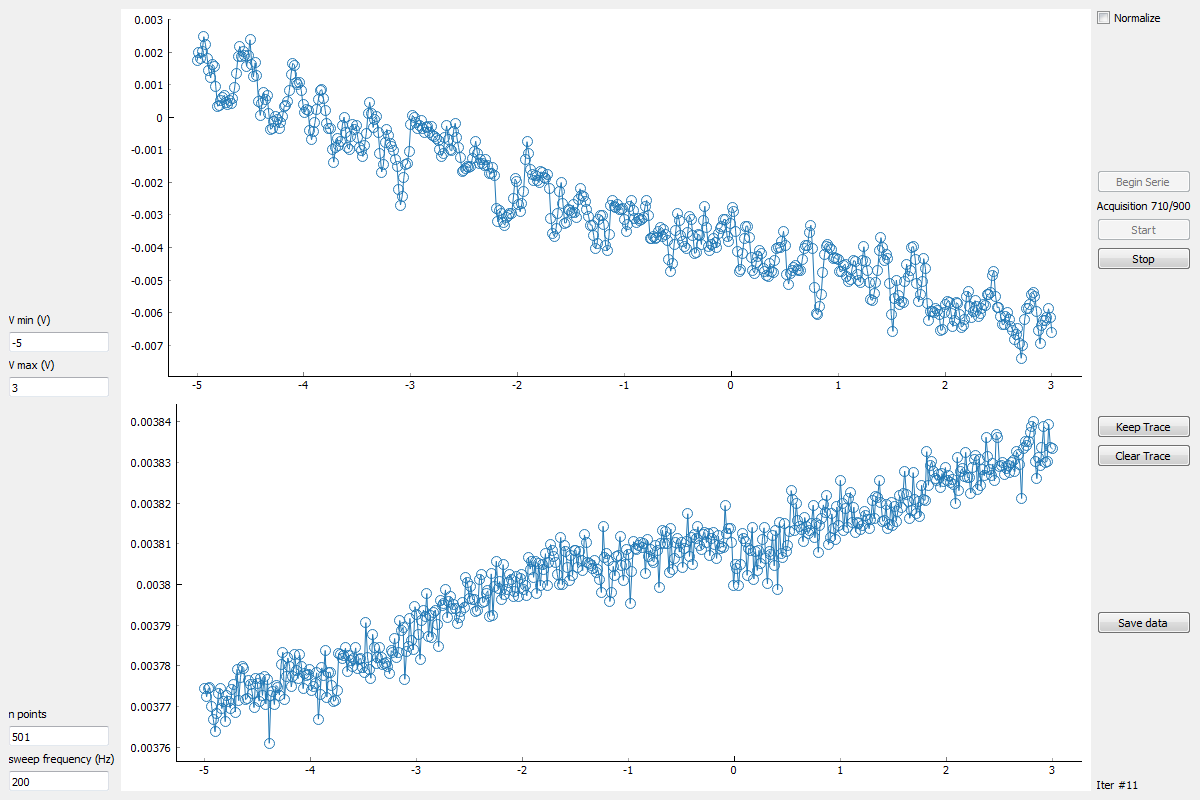 Normalize
0.003
0.002
0.001
0
-0.001
-0.002
-0.003
-0.004
-0.005
-0.006
-0.007
-5 -4 -3 -2 -1 0 1 2 3
Begin Serie
Acquisition 710/900
Start
Stop
V min (V)
-5
V max (V)
3
0.00384
0.00383
0.00382
0.00381
0.0038
0.00379
0.00378
0.00377
0.00376
-5 -4 -3 -2 -1 0 1 2 3
Keep Trace
Clear Trace
Save data
n points
501
sweep frequency (Hz)
200
Iter #11